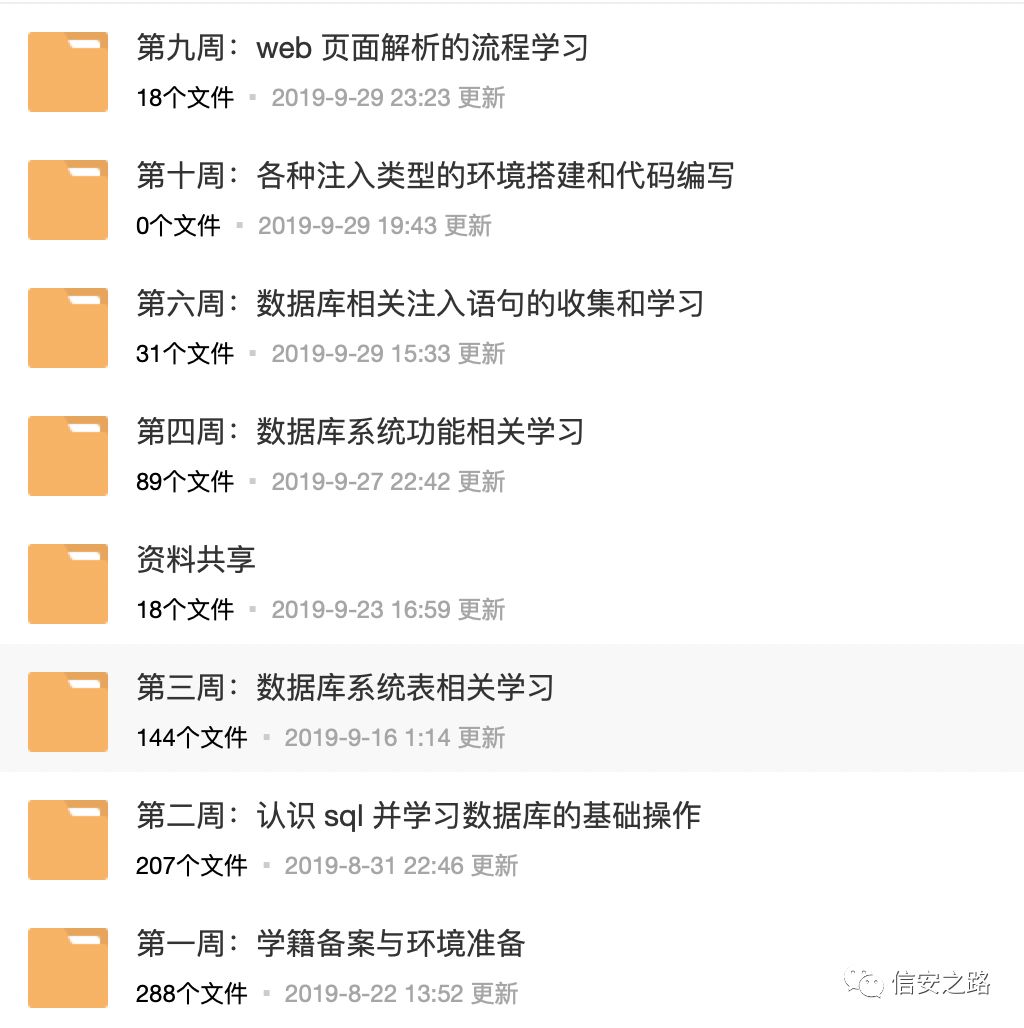 第九周：web 页面解析的流程学习
18个文件 ▪ 2019-9-29 23:23 更新
第十周：各种注入类型的环境搭建和代码编写
0个文件 ▪ 2019-9-29 19:43 更新
第六周：数据库相关注入语句的收集和学习
31个文件 ▪ 2019-9-29 15:33 更新
第四周：数据库系统功能相关学习
89个文件 ▪ 2019-9-27 22:42 更新
资料共享
18个文件 ▪ 2019-9-23 16:59 更新
第三周：数据库系统表相关学习
144个文件 ▪ 2019-9-16 1:14 更新
第二周：认识 sql 并学习数据库的基础操作
207个文件 ▪ 2019-8-31 22:46 更新
第一周：学籍备案与环境准备
288个文件 ▪ 2019-8-22 13:52 更新
信安之路